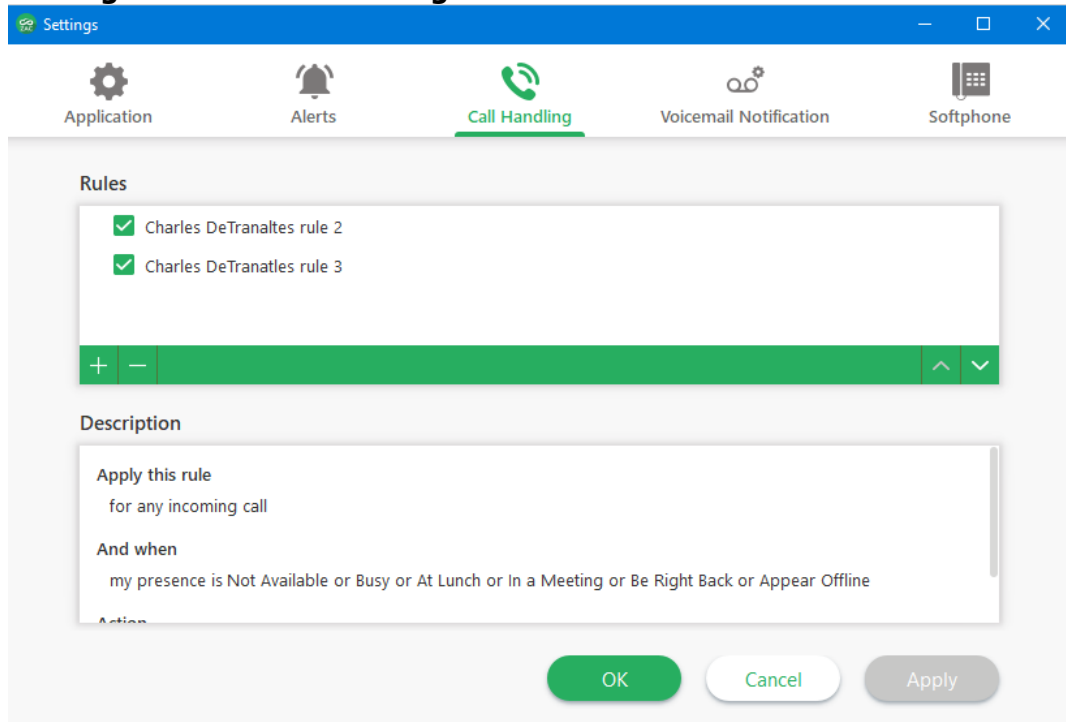 Settings
Application
Alerts
Call Handling
Voicemail Notification
Softphone
Rules
Charles DeTranaltes rule 2
Charles DeTranatles rule 3
Description
Apply this rule
for any incoming call
And when
my presence is Not Available or Busy or At Lunch or In a Meeting or Be Right Back or Appear Offline
Action
OK
Cancel
Apply